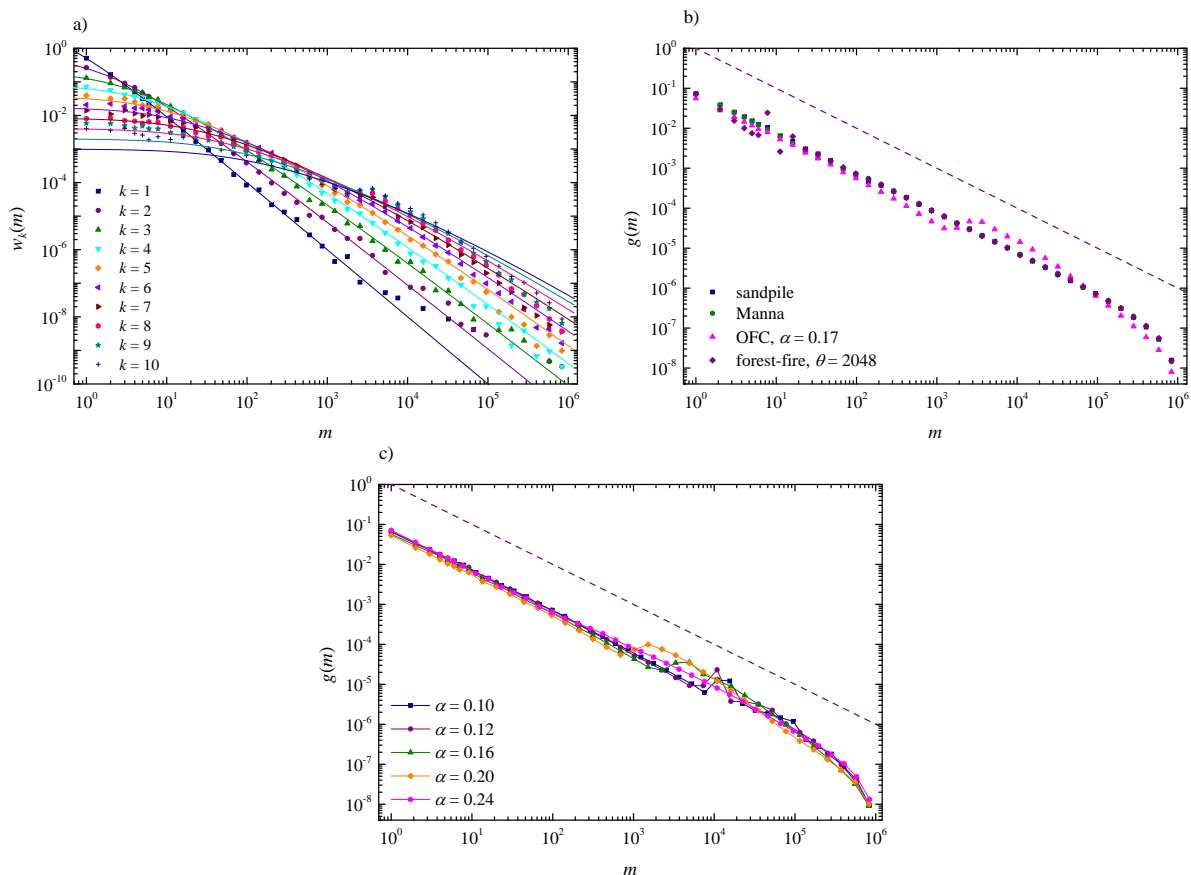 a)
10^0
10^-2
10^-4
10^-6
10^-8
10^-10
w_k(m)
k = 1
k = 2
k = 3
k = 4
k = 5
k = 6
k = 7
k = 8
k = 9
k = 10
10^0 10^1 10^2 10^3 10^4 10^5 10^6
m
b)
10^0
10^-1
10^-2
10^-3
10^-4
10^-5
10^-6
10^-7
10^-8
g(m)
sandpile
Manna
OFC, α = 0.17
forest-fire, θ = 2048
10^0 10^1 10^2 10^3 10^4 10^5 10^6
m
c)
10^0
10^-1
10^-2
10^-3
10^-4
10^-5
10^-6
10^-7
10^-8
g(m)
α = 0.10
α = 0.12
α = 0.16
α = 0.20
α = 0.24
10^0 10^1 10^2 10^3 10^4 10^5 10^6
m